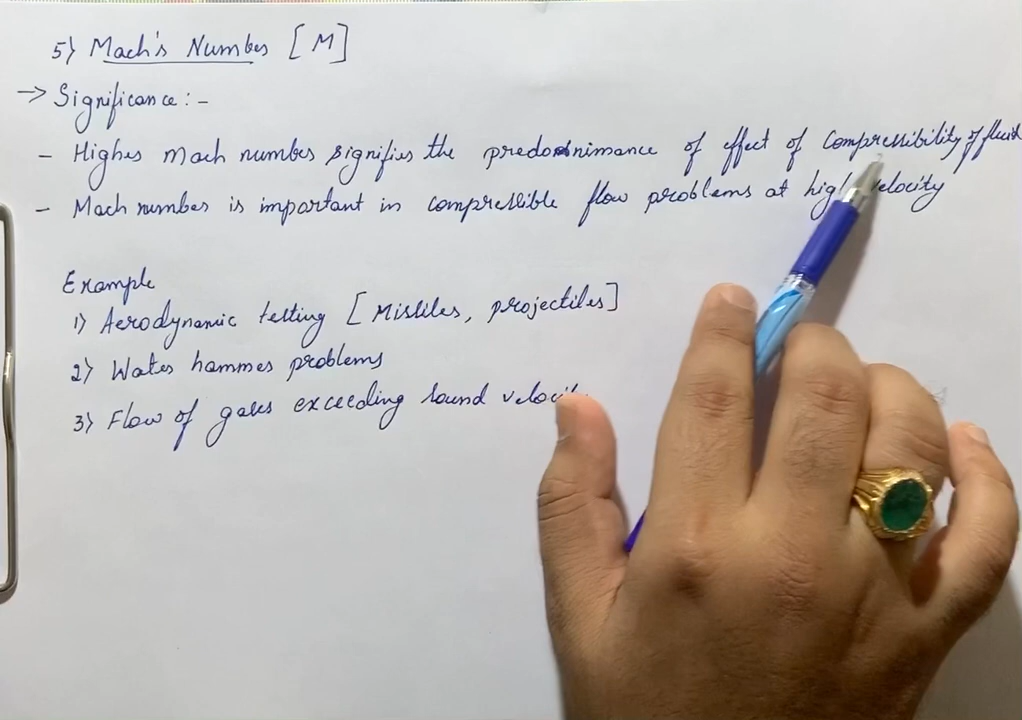 5) Mach's Number [M]
→ Significance:-
- Higher Mach number signifies the predominimance of effect of compressibility of fluid
- Mach number is important in compressible flow problems at high velocity
Example
1) Aerodynamic testing [Missiles, projectiles]
2) Water hammer problems
3) Flow of gases exceeding sound